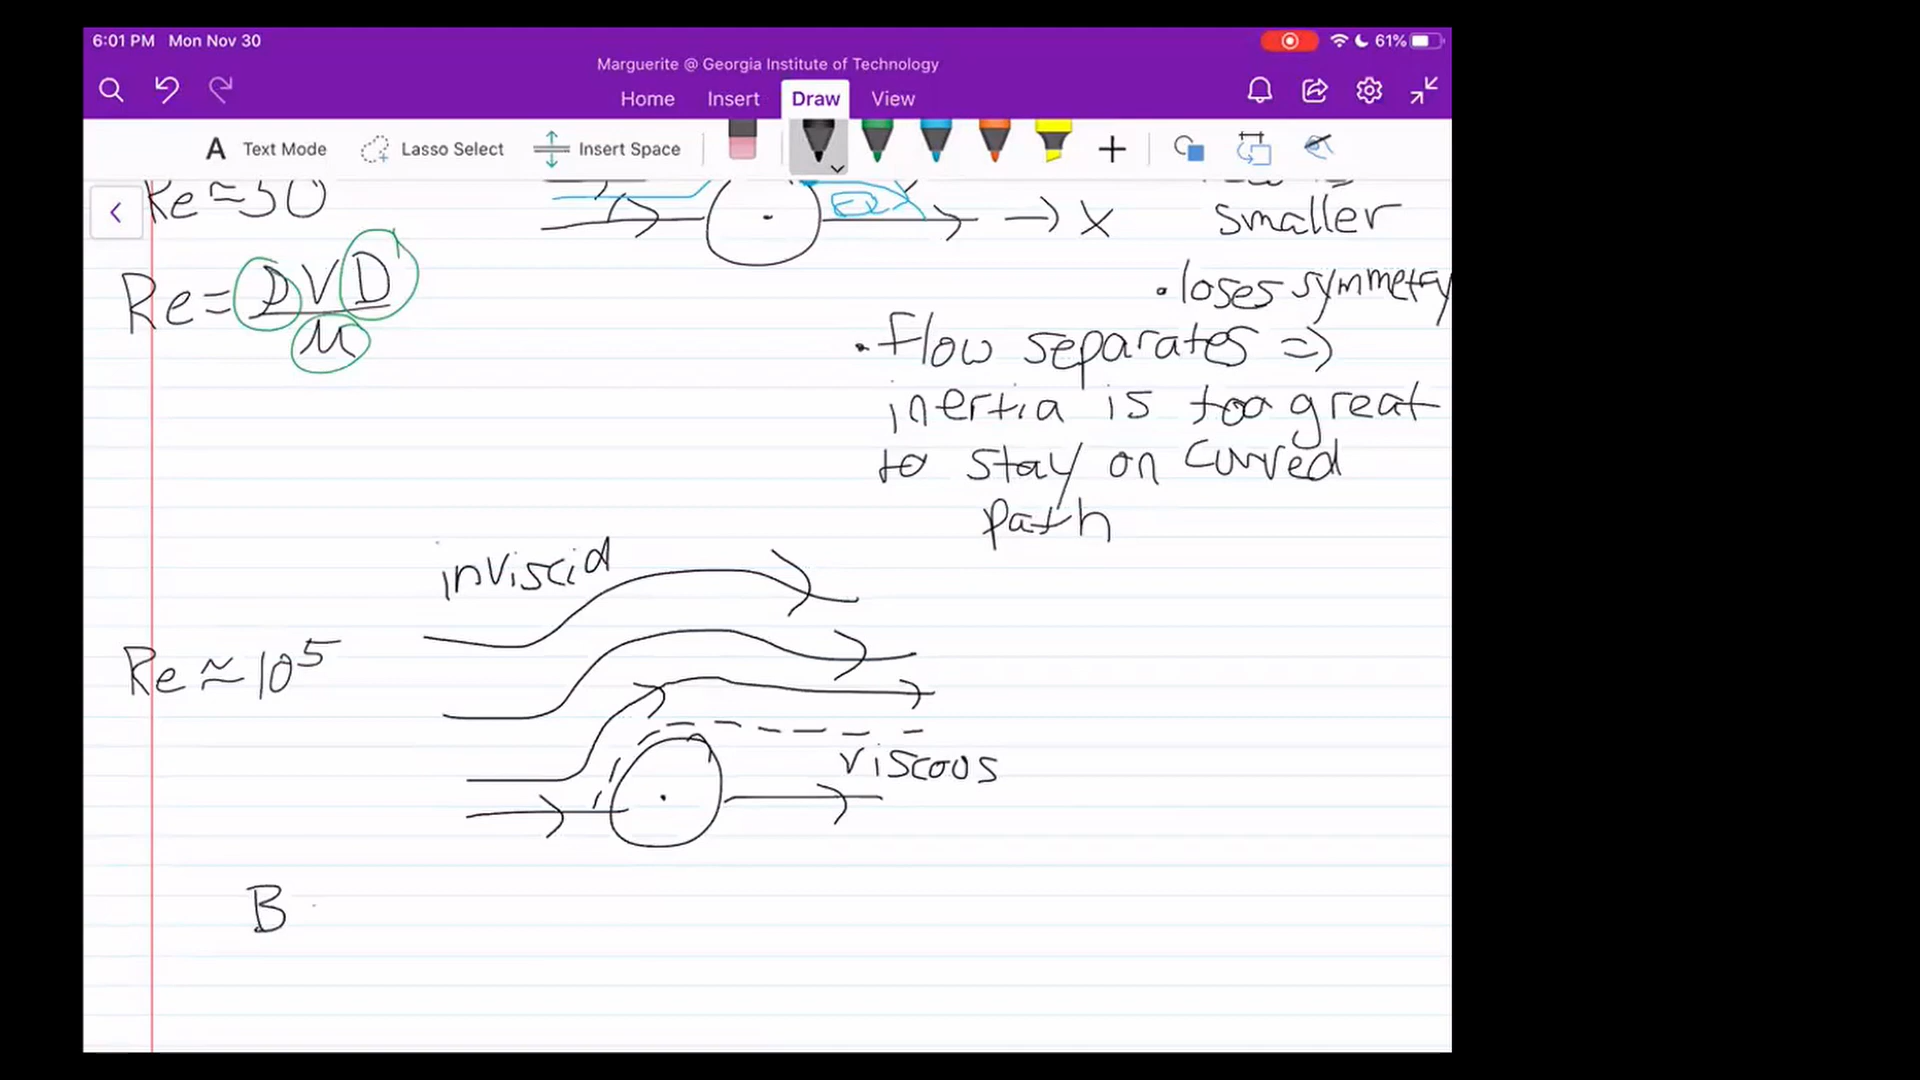 6:01 PM Mon Nov 30
61%
Marguerite @ Georgia Institute of Technology
Home Insert Draw View
A Text Mode Lasso Select Insert Space
Re≈50
→ X
smaller
Re = ρVD
μ
• loses symmetry
• Flow separates =>
inertia is too great
to stay on curved
path
inviscid
Re ≈ 10⁵
viscous
B